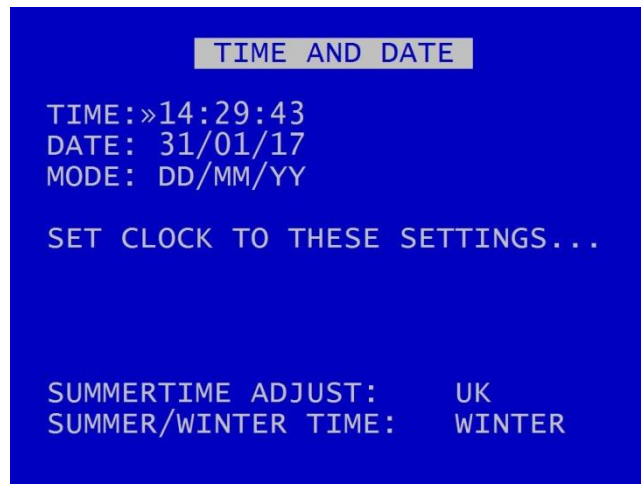 TIME AND DATE
TIME:»14:29:43
DATE: 31/01/17
MODE: DD/MM/YY
SET CLOCK TO THESE SETTINGS...
SUMMERTIME ADJUST: UK
SUMMER/WINTER TIME: WINTER